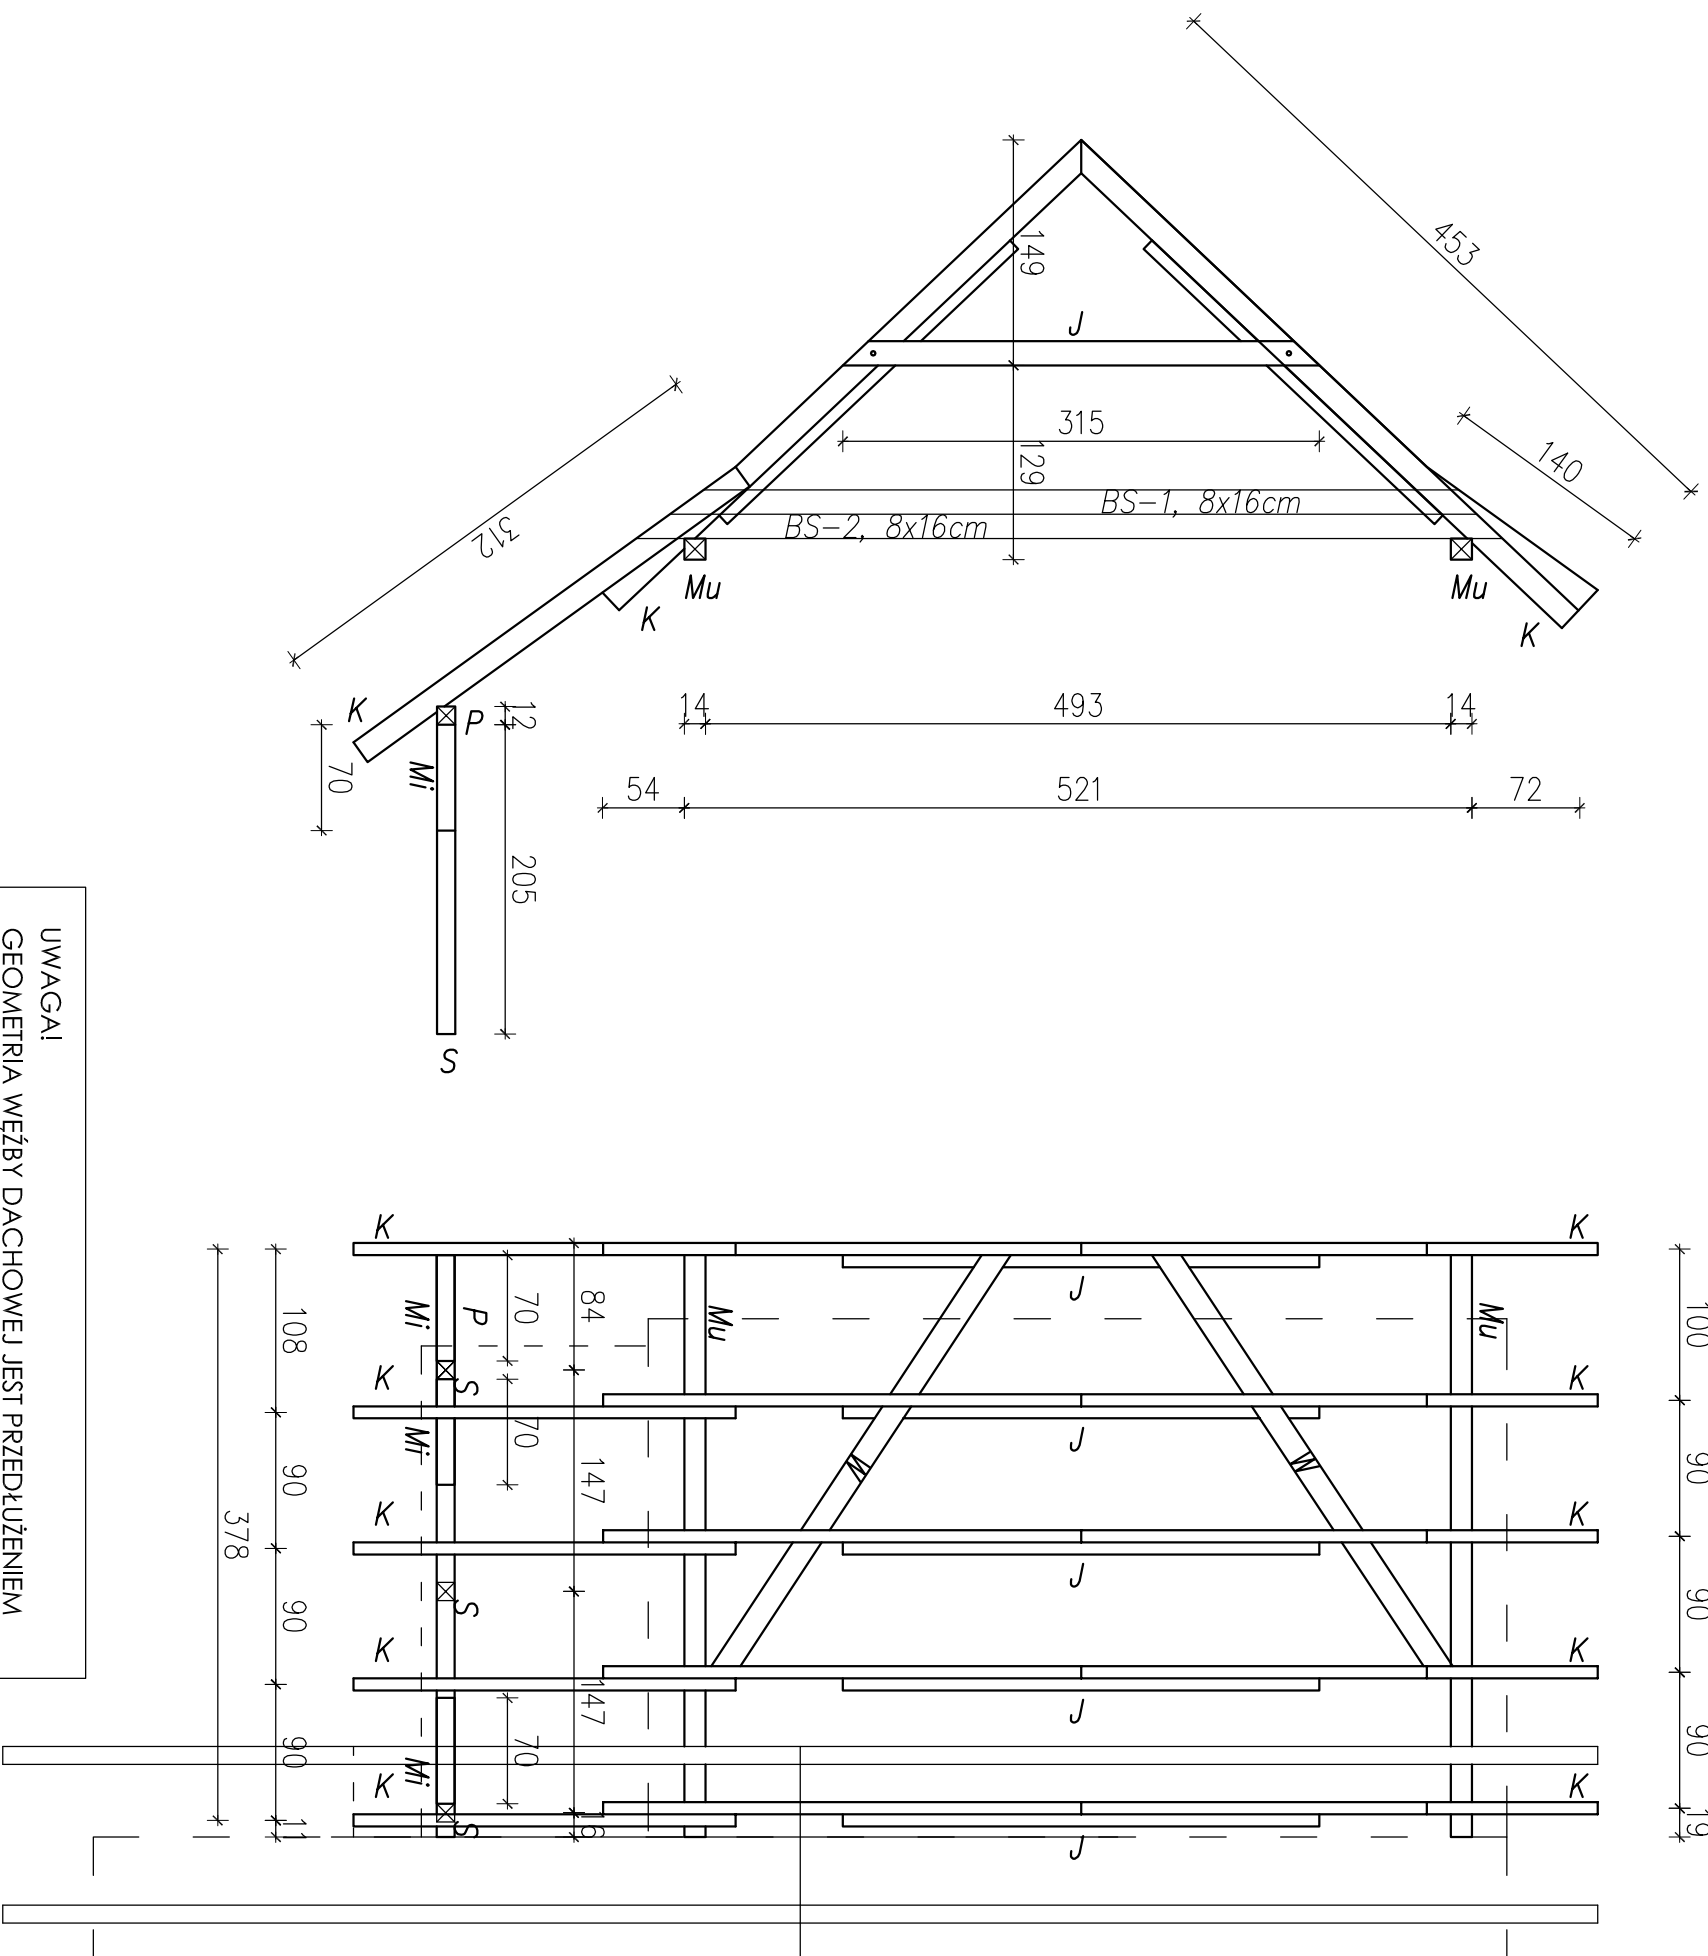 453
149
J
140
315
129
BS-1, 8x16cm
BS-2, 8x16cm
312
Mu
Mu
K
K
K
P
12
14
493
14
Mi
70
54
521
72
205
S
UWAGA!
GEOMETRIA WĘŹBY DACHOWEJ JEST PRZEDŁUŻENIEM
K
K
100
108
Mi
P
70
84
Mu
J
Mu
K
S
K
90
Mi
70
147
J
90
W
W
K
K
378
90
S
J
90
K
K
90
Mi
70
147
J
90
K
K
11
S
16
J
19